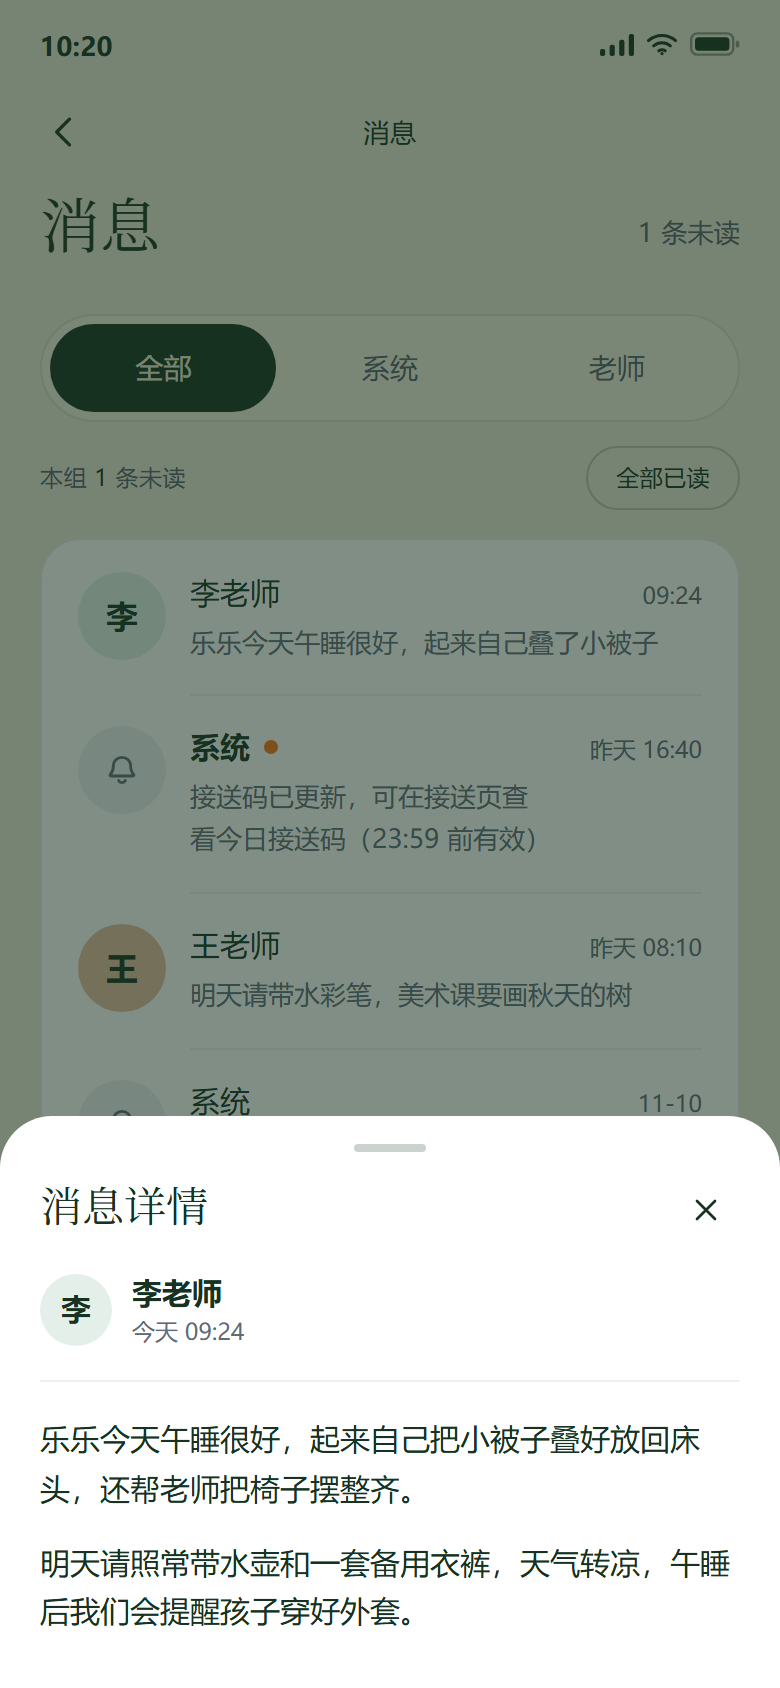 10:20
消息
消息
1 条未读
全部
系统
老师
本组 1 条未读
全部已读
李
李老师
09:24
乐乐今天午睡很好，起来自己叠了小被子
系统
昨天 16:40
接送码已更新，可在接送页查
看今日接送码（23:59 前有效）
王
王老师
昨天 08:10
明天请带水彩笔，美术课要画秋天的树
系统
11-10
消息详情
李
李老师
今天 09:24
乐乐今天午睡很好，起来自己把小被子叠好放回床
头，还帮老师把椅子摆整齐。
明天请照常带水壶和一套备用衣裤，天气转凉，午睡
后我们会提醒孩子穿好外套。